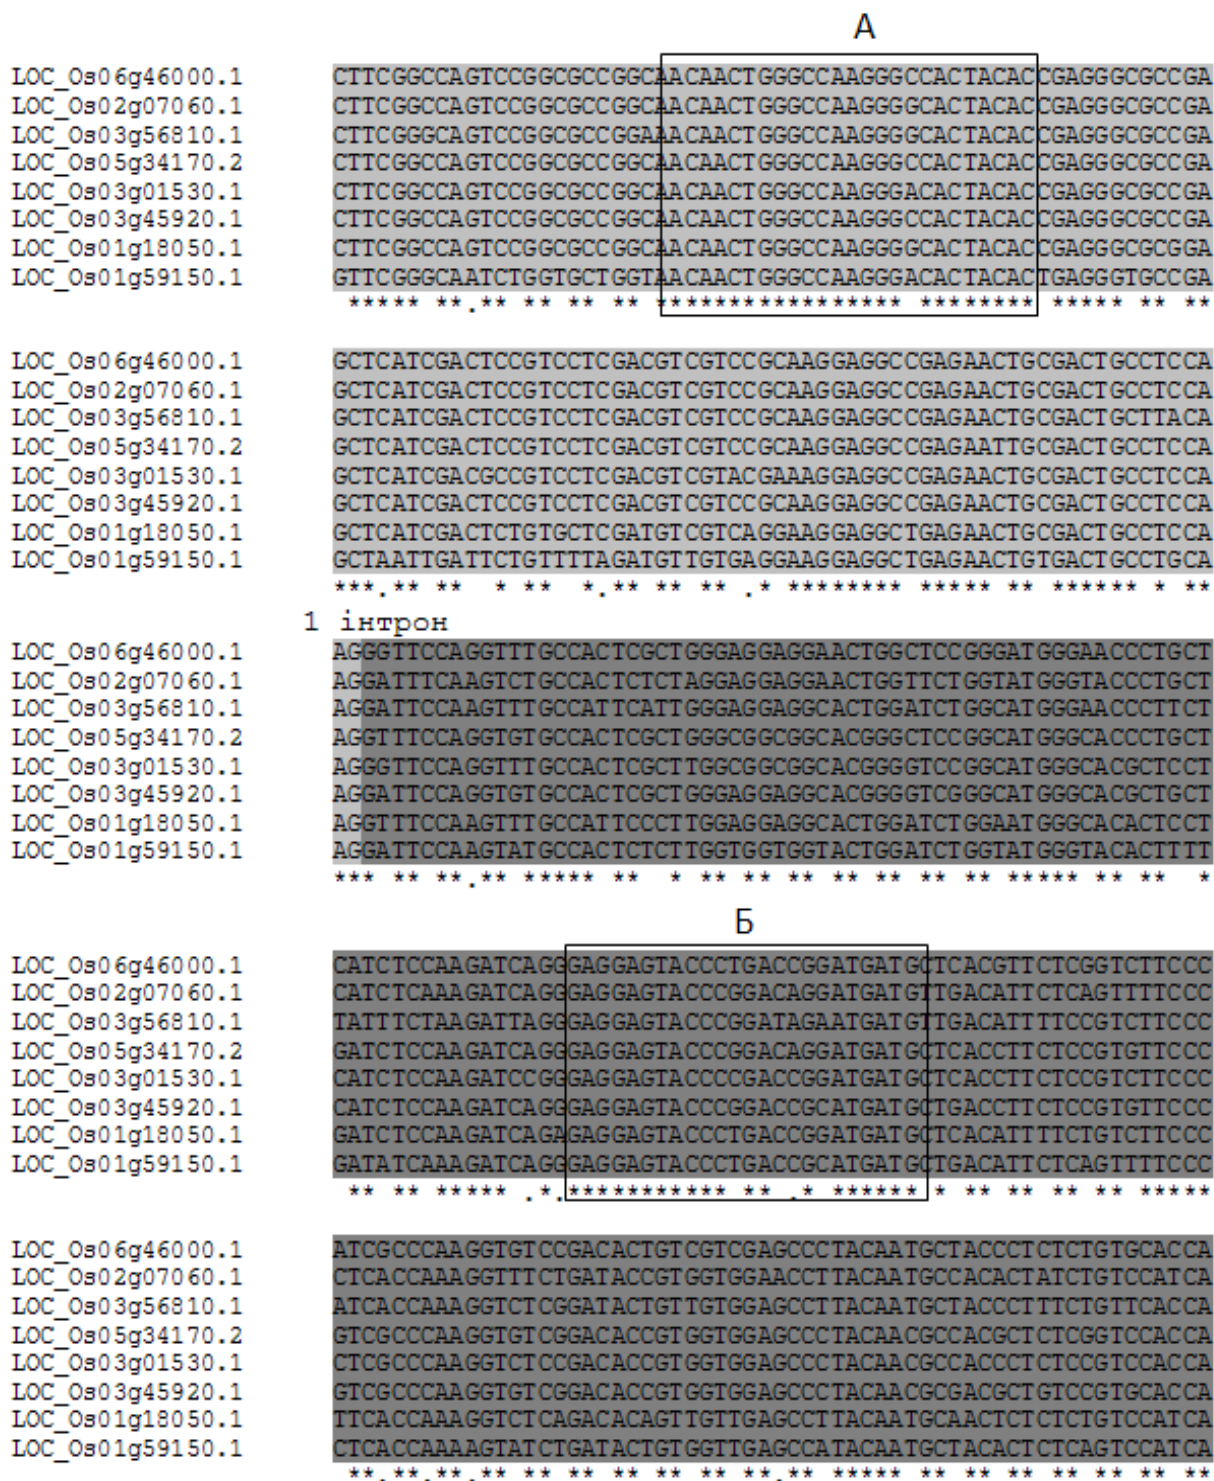 А
LOC_Os06g46000.1 CTTCGGCCAGTCCGGCGCCGGCAACAACTGGGCCAAGGGCCACTACACCGAGGGCGCCGA
LOC_Os02g07060.1 CTTCGGCCAGTCCGGCGCCGGCAACAACTGGGCCAAGGGGCACTACACCGAGGGCGCCGA
LOC_Os03g56810.1 CTTCGGGCAGTCCGGCGCCGGAAACAACTGGGCCAAGGGGCACTACACCGAGGGCGCCGA
LOC_Os05g34170.2 CTTCGGCCAGTCCGGCGCCGGCAACAACTGGGCCAAGGGCCACTACACCGAGGGCGCCGA
LOC_Os03g01530.1 CTTCGGCCAGTCCGGCGCCGGCAACAACTGGGCCAAGGGACACTACACCGAGGGCGCCGA
LOC_Os03g45920.1 CTTCGGCCAGTCCGGCGCCGGCAACAACTGGGCCAAGGGCCACTACACCGAGGGCGCCGA
LOC_Os01g18050.1 CTTCGGCCAGTCCGGCGCCGGCAACAACTGGGCCAAGGGGCACTACACCGAGGGCGCGGA
LOC_Os01g59150.1 GTTCGGGCAATCTGGTGCTGGTAACAACTGGGCCAAGGGACACTACACTGAGGGTGCCGA
***** **.** ** ** ** ***************** ******** ***** ** **
LOC_Os06g46000.1 GCTCATCGACTCCGTCCTCGACGTCGTCCGCAAGGAGGCCGAGAACTGCGACTGCCTCCA
LOC_Os02g07060.1 GCTCATCGACTCCGTCCTCGACGTCGTCCGCAAGGAGGCCGAGAACTGCGACTGCCTCCA
LOC_Os03g56810.1 GCTCATCGACTCCGTCCTCGACGTCGTCCGCAAGGAGGCCGAGAACTGCGACTGCTTACA
LOC_Os05g34170.2 GCTCATCGACTCCGTCCTCGACGTCGTCCGCAAGGAGGCCGAGAATTGCGACTGCCTCCA
LOC_Os03g01530.1 GCTCATCGACGCCGTCCTCGACGTCGTACGAAAGGAGGCCGAGAACTGCGACTGCCTCCA
LOC_Os03g45920.1 GCTCATCGACTCCGTCCTCGACGTCGTCCGCAAGGAGGCCGAGAACTGCGACTGCCTCCA
LOC_Os01g18050.1 GCTCATCGACTCTGTGCTCGATGTCGTCAGGAAGGAGGCTGAGAACTGCGACTGCCTCCA
LOC_Os01g59150.1 GCTAATTGATTCTGTTTTAGATGTTGTGAGGAAGGAGGCTGAGAACTGTGACTGCCTGCA
***.** ** * ** *.** ** ** .* ******** ***** ** ****** * **
1 інтрон
LOC_Os06g46000.1 AGGGTTCCAGGTTTGCCACTCGCTGGGAGGAGGAACTGGCTCCGGGATGGGAACCCTGCT
LOC_Os02g07060.1 AGGATTTCAAGTCTGCCACTCTCTAGGAGGAGGAACTGGTTCTGGTATGGGTACCCTGCT
LOC_Os03g56810.1 AGGATTCCAAGTTTGCCATTCATTGGGAGGAGGCACTGGATCTGGCATGGGAACCCTTCT
LOC_Os05g34170.2 AGGTTTCCAGGTGTGCCACTCGCTGGGCGGCGGCACGGGCTCCGGCATGGGCACCCTGCT
LOC_Os03g01530.1 AGGGTTCCAGGTTTGCCACTCGCTTGGCGGCGGCACGGGGTCCGGCATGGGCACGCTCCT
LOC_Os03g45920.1 AGGATTCCAGGTGTGCCACTCGCTGGGAGGAGGCACGGGGTCGGGCATGGGCACGCTGCT
LOC_Os01g18050.1 AGGTTTCCAAGTTTGCCATTCCCTTGGAGGAGGCACTGGATCTGGAATGGGCACACTCCT
LOC_Os01g59150.1 AGGATTCCAAGTATGCCACTCTCTTGGTGGTGGTACTGGATCTGGTATGGGTACACTTTT
*** ** **.** ***** ** * ** ** ** ** ** ** ** ***** ** ** *
Б
LOC_Os06g46000.1 CATCTCCAAGATCAGGGAGGAGTACCCTGACCGGATGATGCTCACGTTCTCGGTCTTCCC
LOC_Os02g07060.1 CATCTCAAAGATCAGGGAGGAGTACCCGGACAGGATGATGTTGACATTCTCAGTTTTCCC
LOC_Os03g56810.1 TATTTCTAAGATTAGGGAGGAGTACCCGGATAGAATGATGTTGACATTTTCCGTCTTCCC
LOC_Os05g34170.2 GATCTCCAAGATCAGGGAGGAGTACCCGGACAGGATGATGCTCACCTTCTCCGTGTTCCC
LOC_Os03g01530.1 CATCTCCAAGATCCGGGAGGAGTACCCCGACCGGATGATGCTCACCTTCTCCGTCTTCCC
LOC_Os03g45920.1 CATCTCCAAGATCAGGGAGGAGTACCCGGACCGCATGATGCTGACCTTCTCCGTGTTCCC
LOC_Os01g18050.1 GATCTCCAAGATCAGAGAGGAGTACCCTGACCGGATGATGCTCACATTTTCTGTCTTCCC
LOC_Os01g59150.1 GATATCAAAGATCAGGGAGGAGTACCCTGACCGCATGATGCTGACATTCTCAGTTTTCCC
** ** ***** .*.*********** ** .* ****** * ** ** ** ** *****
LOC_Os06g46000.1 ATCGCCCAAGGTGTCCGACACTGTCGTCGAGCCCTACAATGCTACCCTCTCTGTGCACCA
LOC_Os02g07060.1 CTCACCAAAGGTTTCTGATACCGTGGTGGAACCTTACAATGCCACACTATCTGTCCATCA
LOC_Os03g56810.1 ATCACCAAAGGTCTCGGATACTGTTGTGGAGCCTTACAATGCTACCCTTTCTGTTCACCA
LOC_Os05g34170.2 GTCGCCCAAGGTGTCGGACACCGTGGTGGAGCCCTACAACGCCACGCTCTCGGTCCACCA
LOC_Os03g01530.1 CTCGCCCAAGGTCTCCGACACCGTGGTGGAGCCCTACAACGCCACCCTCTCCGTCCACCA
LOC_Os03g45920.1 GTCGCCCAAGGTGTCGGACACCGTGGTGGAGCCCTACAACGCGACGCTGTCCGTGCACCA
LOC_Os01g18050.1 TTCACCAAAGGTCTCAGACACAGTTGTTGAGCCTTACAATGCAACTCTCTCTGTCCATCA
LOC_Os01g59150.1 CTCACCAAAAGTATCTGATACTGTGGTTGAGCCATACAATGCTACACTCTCAGTCCATCA
**.**.**.** ** ** ** ** ** **.** ***** ** ** ** ** ** ** **